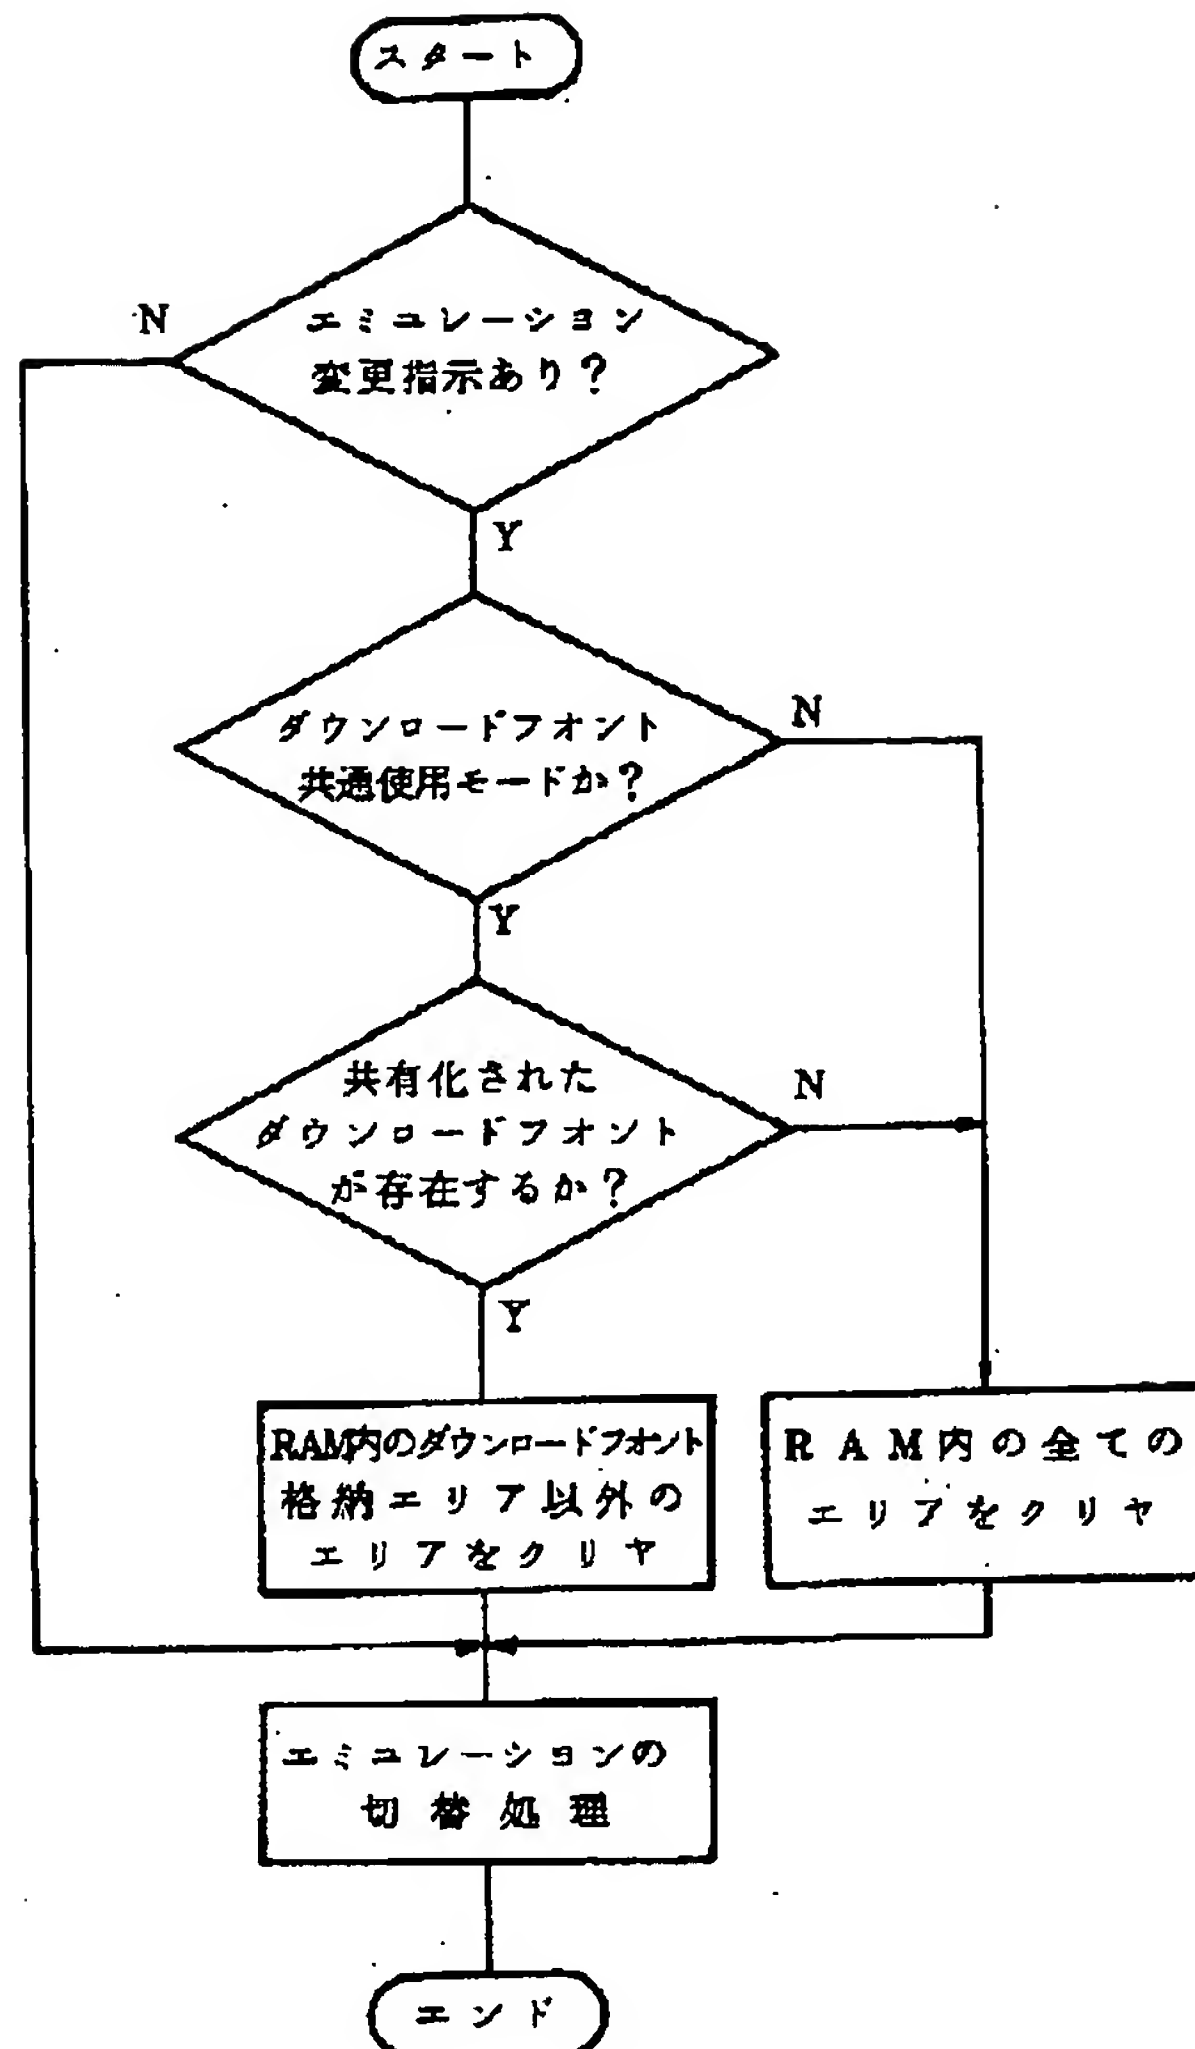 スタート
N
エミュレーション
変更指示あり?
Y
ダウンロードフォント
共通使用モードか?
N
Y
共有化された
ダウンロードフォント
が存在するか?
N
Y
RAM内のダウンロードフォント
格納エリア以外の
エリアをクリヤ
RAM内の全ての
エリアをクリヤ
エミュレーションの
切替処理
エンド